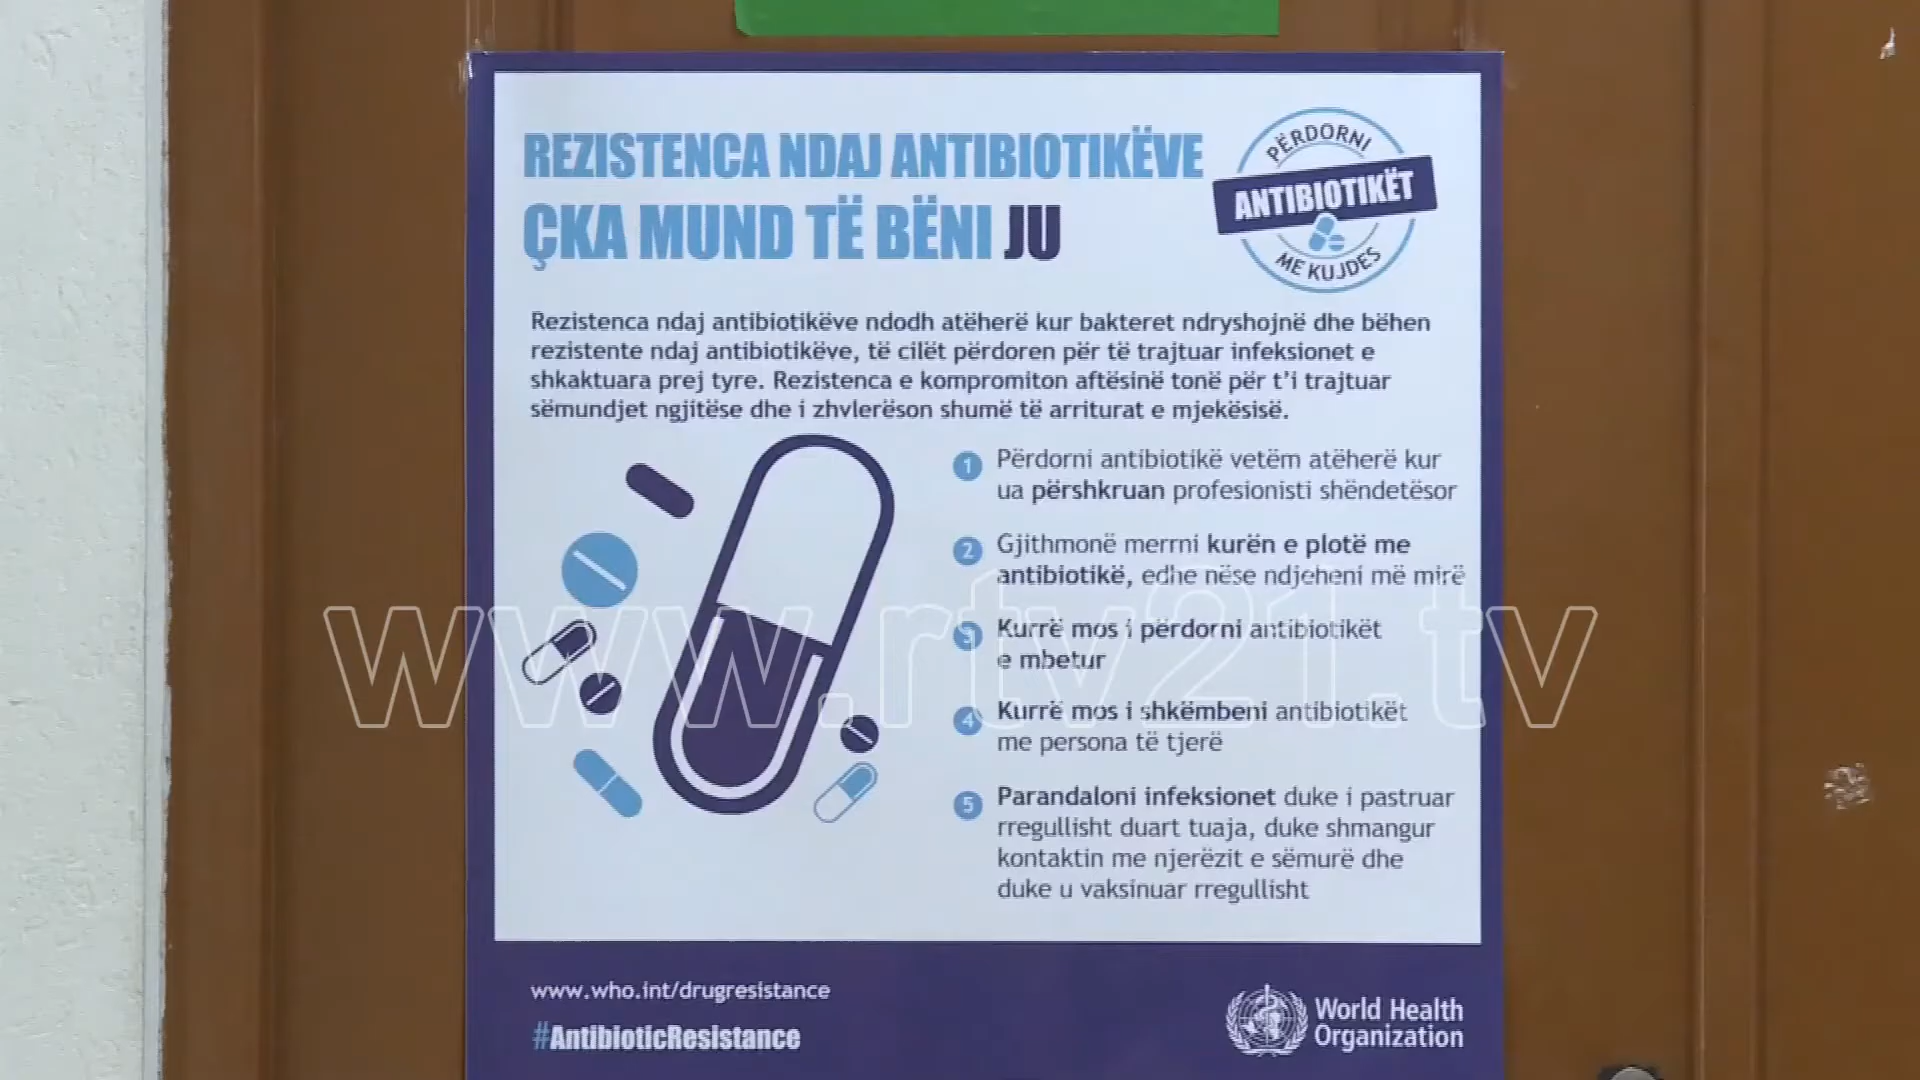 REZISTENCA NDAJ ANTIBIOTIKËVE
ÇKA MUND TË BËNI JU
PËRDORNI
ANTIBIOTIKËT
ME KUJDES
Rezistenca ndaj antibiotikëve ndodh atëherë kur bakteret ndryshojnë dhe bëhen
rezistente ndaj antibiotikëve, të cilët përdoren për të trajtuar infeksionet e
shkaktuara prej tyre. Rezistenca e kompromiton aftësinë tonë për t'i trajtuar
sëmundjet ngjitëse dhe i zhvlerëson shumë të arriturat e mjekësisë.
1 Përdorni antibiotikë vetëm atëherë kur
ua përshkruan profesionisti shëndetësor
2 Gjithmonë merrni kurën e plotë me
antibiotikë, edhe nëse ndjeheni më mirë
3 Kurrë mos i përdorni antibiotikët
e mbetur
4 Kurrë mos i shkëmbeni antibiotikët
me persona të tjerë
5 Parandaloni infeksionet duke i pastruar
rregullisht duart tuaja, duke shmangur
kontaktin me njerëzit e sëmurë dhe
duke u vaksinuar rregullisht
www.rtv21.tv
www.who.int/drugresistance
#AntibioticResistance
World Health
Organization